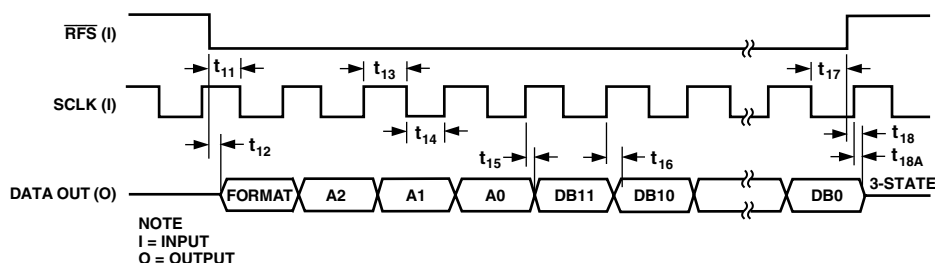 RFS (I)
t11
t13
t17
SCLK (I)
t14
t12
t15
t16
t18
t18A
DATA OUT (O)
FORMAT
A2
A1
A0
DB11
DB10
DB0
3-STATE
NOTE
I = INPUT
O = OUTPUT